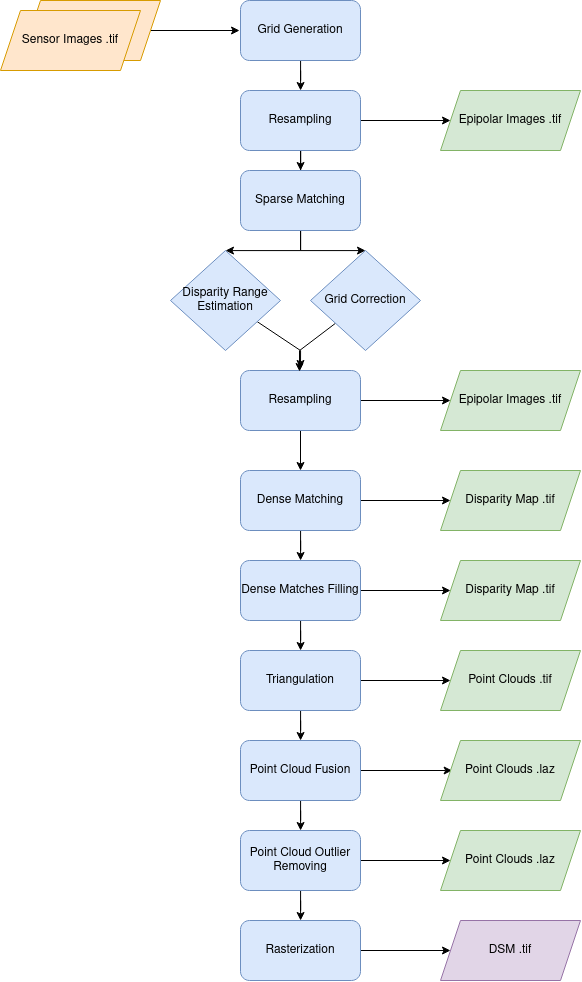 Sensor Images .tif
Grid Generation
Resampling
Epipolar Images .tif
Sparse Matching
Disparity Range
Estimation
Grid Correction
Resampling
Epipolar Images .tif
Dense Matching
Disparity Map .tif
Dense Matches Filling
Disparity Map .tif
Triangulation
Point Clouds .tif
Point Cloud Fusion
Point Clouds .laz
Point Cloud Outlier
Removing
Point Clouds .laz
Rasterization
DSM .tif